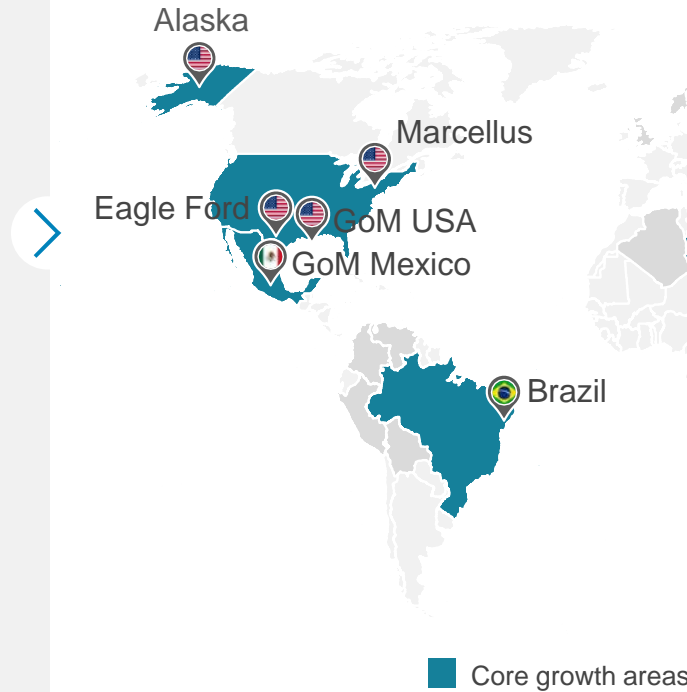 Alaska
Marcellus
Eagle Ford
GoM USA
GoM Mexico
Brazil
Core growth areas